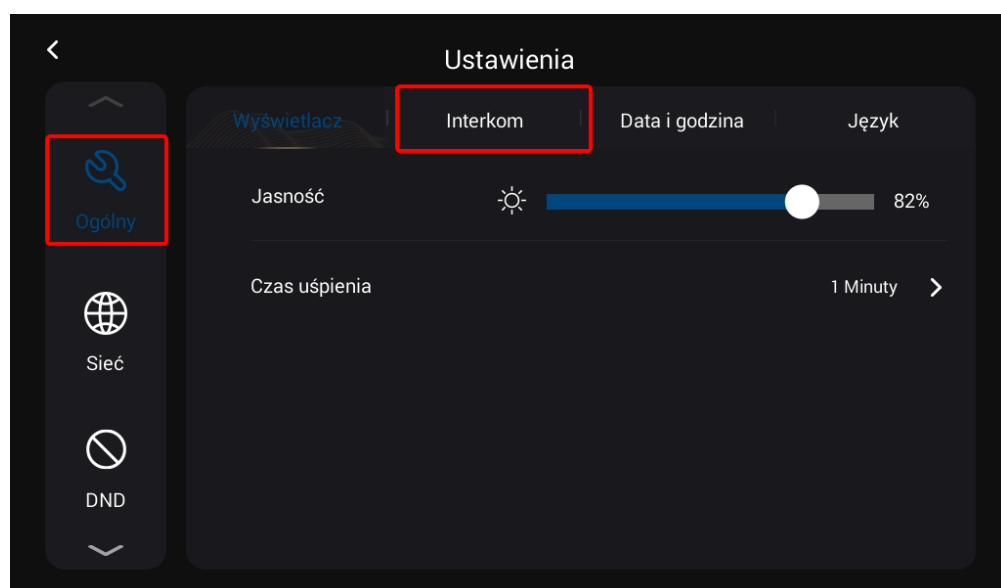 Ustawienia
Wyświetlacz
Interkom
Data i godzina
Język
Ogólny
Jasność
82%
Czas uśpienia
1 Minuty
Sieć
DND